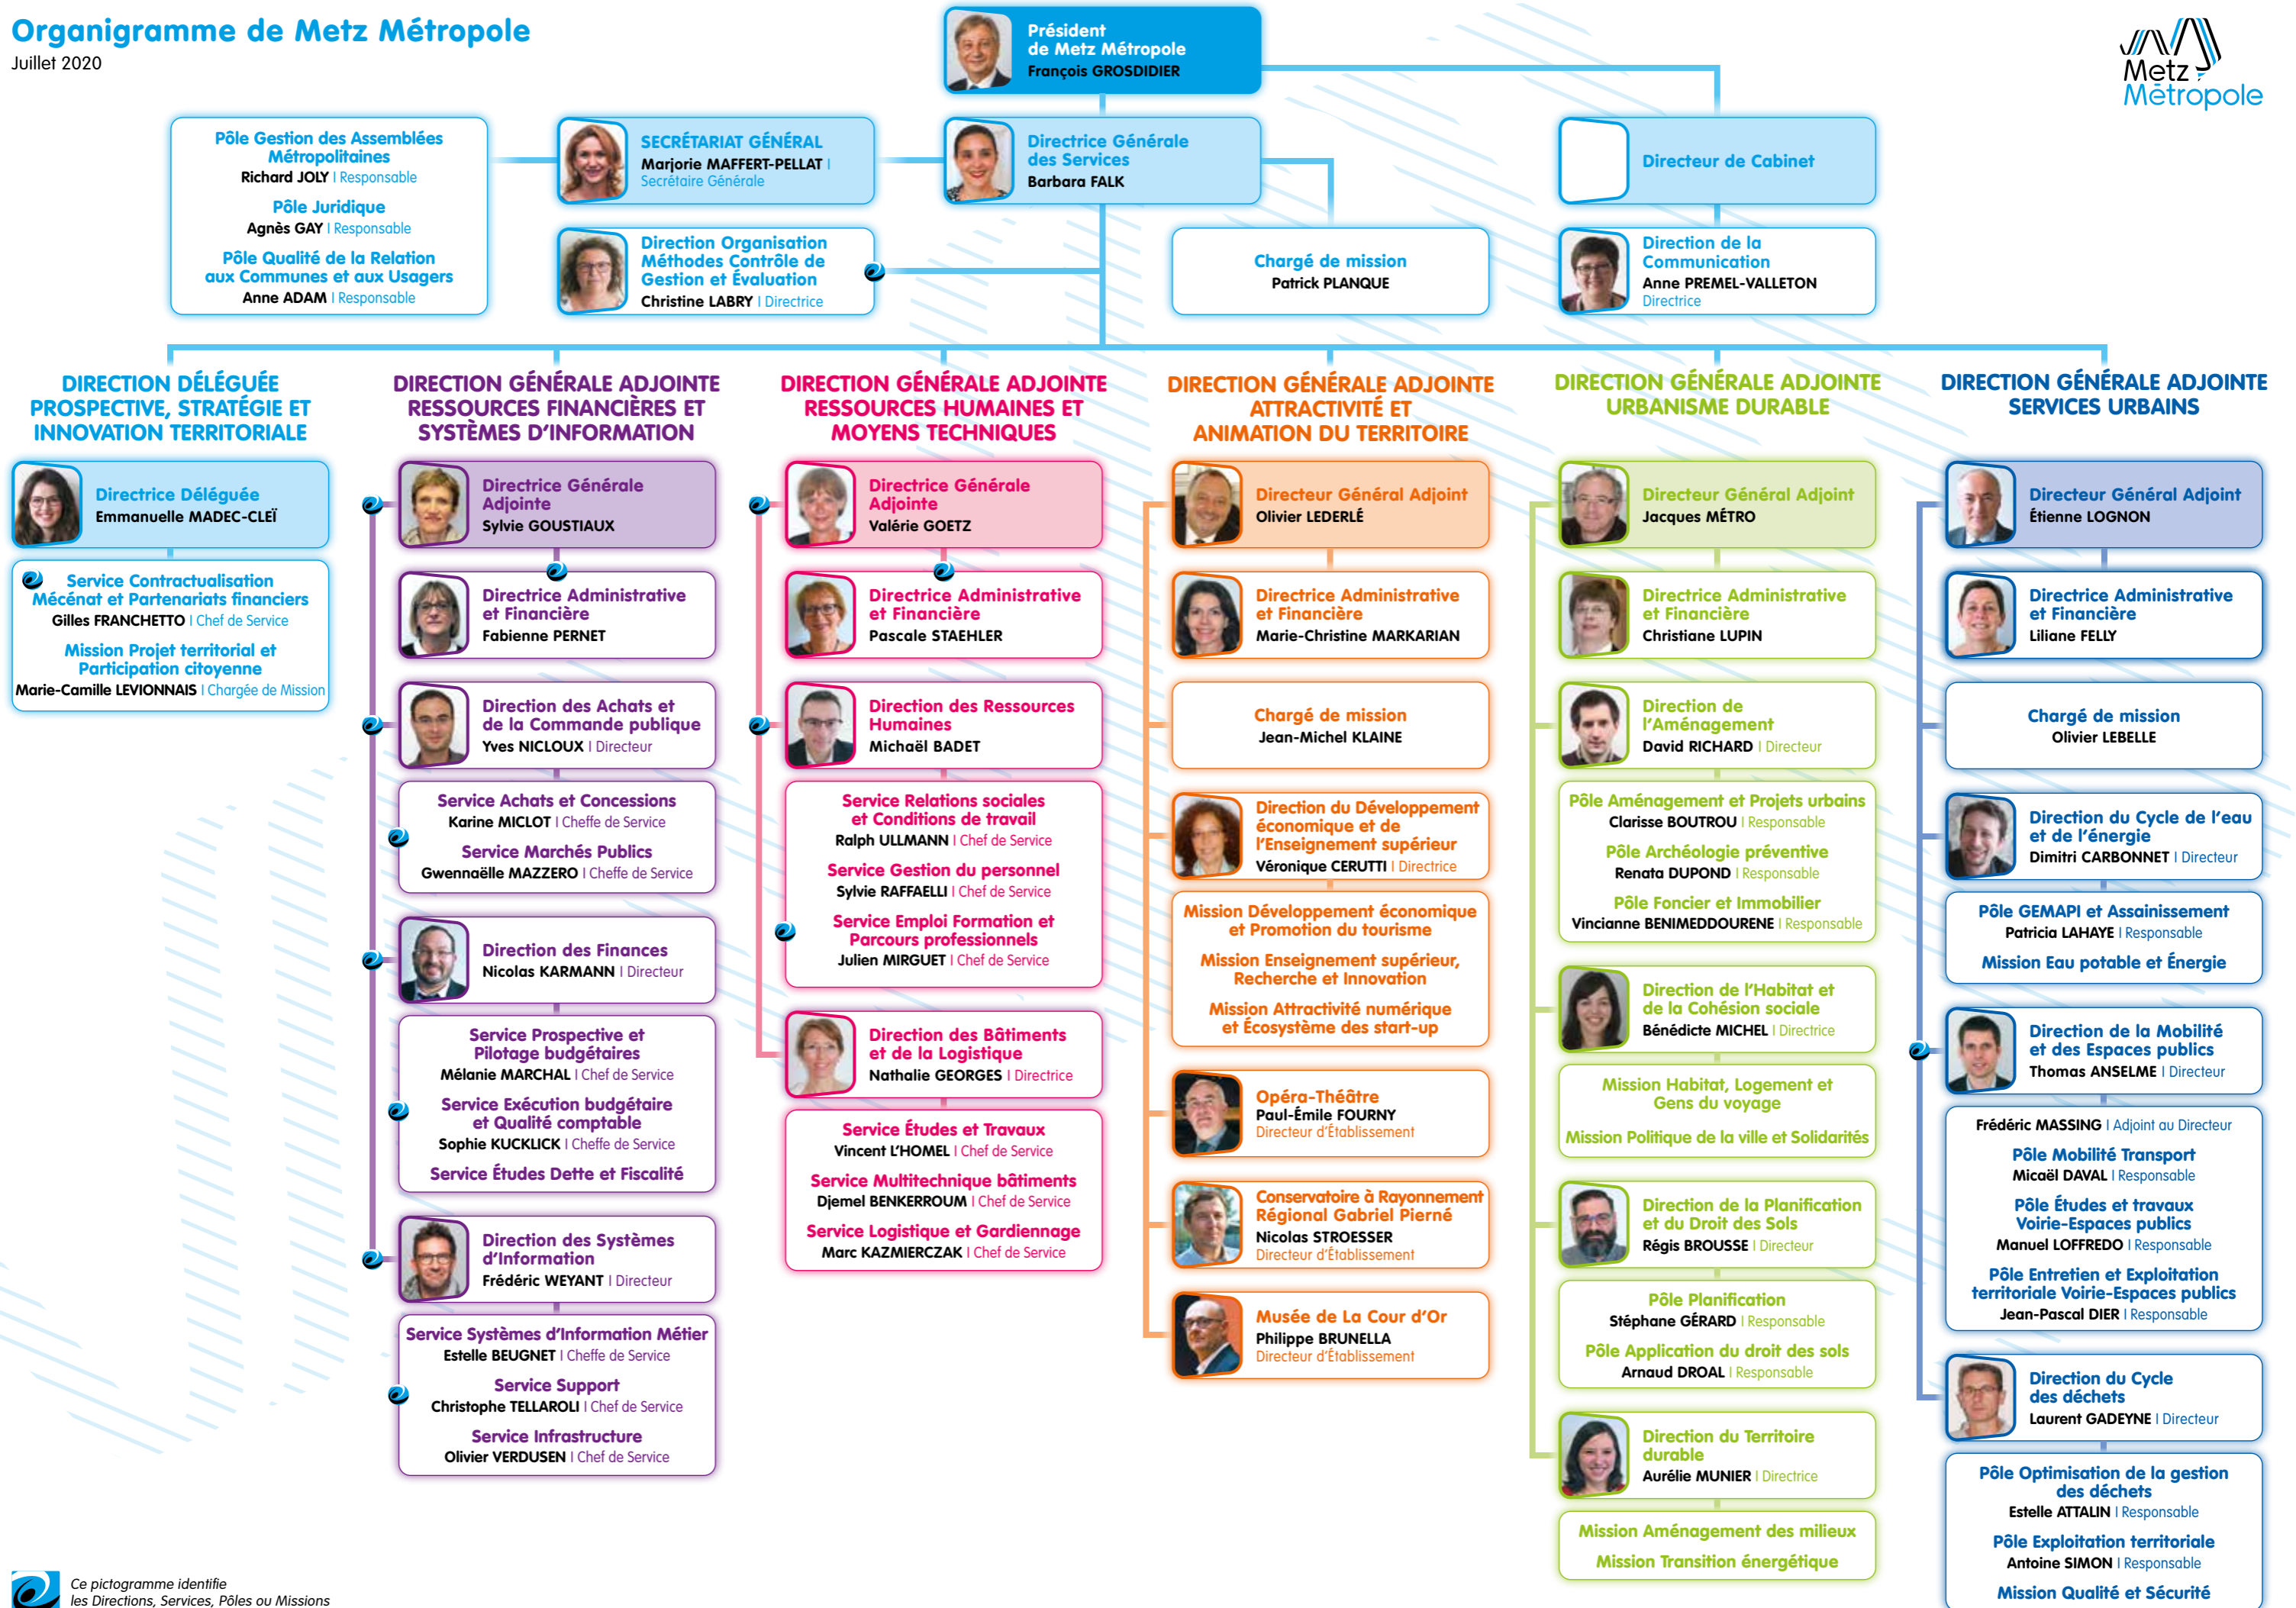 Organigramme de Metz Métropole
Juillet 2020
Président
de Metz Métropole
François GROSDIDIER
Metz
Métropole
Pôle Gestion des Assemblées
Métropolitaines
Richard JOLY I Responsable
Pôle Juridique
Agnès GAY I Responsable
Pôle Qualité de la Relation
aux Communes et aux Usagers
Anne ADAM I Responsable
SECRÉTARIAT GÉNÉRAL
Marjorie MAFFERT-PELLAT I
Secrétaire Générale
Directrice Générale
des Services
Barbara FALK
Directeur de Cabinet
Direction Organisation
Méthodes Contrôle de
Gestion et Évaluation
Christine LABRY I Directrice
Chargé de mission
Patrick PLANQUE
Direction de la
Communication
Anne PREMEL-VALLETON
Directrice
DIRECTION DÉLÉGUÉE
PROSPECTIVE, STRATÉGIE ET
INNOVATION TERRITORIALE
Directrice Déléguée
Emmanuelle MADEC-CLEÏ
Service Contractualisation
Mécénat et Partenariats financiers
Gilles FRANCHETTO I Chef de Service
Mission Projet territorial et
Participation citoyenne
Marie-Camille LEVIONNAIS I Chargée de Mission
DIRECTION GÉNÉRALE ADJOINTE
RESSOURCES FINANCIÈRES ET
SYSTÈMES D'INFORMATION
Directrice Générale
Adjointe
Sylvie GOUSTIAUX
Directrice Administrative
et Financière
Fabienne PERNET
Direction des Achats et
de la Commande publique
Yves NICLOUX I Directeur
Service Achats et Concessions
Karine MICLOT I Cheffe de Service
Service Marchés Publics
Gwennaëlle MAZZERO I Cheffe de Service
Direction des Finances
Nicolas KARMANN I Directeur
Service Prospective et
Pilotage budgétaires
Mélanie MARCHAL I Chef de Service
Service Exécution budgétaire
et Qualité comptable
Sophie KUCKLICK I Cheffe de Service
Service Études Dette et Fiscalité
Direction des Systèmes
d'Information
Frédéric WEYANT I Directeur
Service Systèmes d'Information Métier
Estelle BEUGNET I Cheffe de Service
Service Support
Christophe TELLAROLI I Chef de Service
Service Infrastructure
Olivier VERDUSEN I Chef de Service
DIRECTION GÉNÉRALE ADJOINTE
RESSOURCES HUMAINES ET
MOYENS TECHNIQUES
Directrice Générale
Adjointe
Valérie GOETZ
Directrice Administrative
et Financière
Pascale STAEHLER
Direction des Ressources
Humaines
Michaël BADET
Service Relations sociales
et Conditions de travail
Ralph ULLMANN I Chef de Service
Service Gestion du personnel
Sylvie RAFFAELLI I Chef de Service
Service Emploi Formation et
Parcours professionnels
Julien MIRGUET I Chef de Service
Direction des Bâtiments
et de la Logistique
Nathalie GEORGES I Directrice
Service Études et Travaux
Vincent L'HOMEL I Chef de Service
Service Multitechnique bâtiments
Djemel BENKERROUM I Chef de Service
Service Logistique et Gardiennage
Marc KAZMIERCZAK I Chef de Service
DIRECTION GÉNÉRALE ADJOINTE
ATTRACTIVITÉ ET
ANIMATION DU TERRITOIRE
Directeur Général Adjoint
Olivier LEDERLÉ
Directrice Administrative
et Financière
Marie-Christine MARKARIAN
Chargé de mission
Jean-Michel KLAINE
Direction du Développement
économique et de
l'Enseignement supérieur
Véronique CERUTTI I Directrice
Mission Développement économique
et Promotion du tourisme
Mission Enseignement supérieur,
Recherche et Innovation
Mission Attractivité numérique
et Écosystème des start-up
Opéra-Théâtre
Paul-Émile FOURNY
Directeur d'Établissement
Conservatoire à Rayonnement
Régional Gabriel Pierné
Nicolas STROESSER
Directeur d'Établissement
Musée de La Cour d'Or
Philippe BRUNELLA
Directeur d'Établissement
DIRECTION GÉNÉRALE ADJOINTE
URBANISME DURABLE
Directeur Général Adjoint
Jacques MÉTRO
Directrice Administrative
et Financière
Christiane LUPIN
Direction de
l'Aménagement
David RICHARD I Directeur
Pôle Aménagement et Projets urbains
Clarisse BOUTROU I Responsable
Pôle Archéologie préventive
Renata DUPOND I Responsable
Pôle Foncier et Immobilier
Vincianne BENIMEDDOURENE I Responsable
Direction de l'Habitat et
de la Cohésion sociale
Bénédicte MICHEL I Directrice
Mission Habitat, Logement et
Gens du voyage
Mission Politique de la ville et Solidarités
Direction de la Planification
et du Droit des Sols
Régis BROUSSE I Directeur
Pôle Planification
Stéphane GÉRARD I Responsable
Pôle Application du droit des sols
Arnaud DROAL I Responsable
Direction du Territoire
durable
Aurélie MUNIER I Directrice
Mission Aménagement des milieux
Mission Transition énergétique
DIRECTION GÉNÉRALE ADJOINTE
SERVICES URBAINS
Directeur Général Adjoint
Étienne LOGNON
Directrice Administrative
et Financière
Liliane FELLY
Chargé de mission
Olivier LEBELLE
Direction du Cycle de l'eau
et de l'énergie
Dimitri CARBONNET I Directeur
Pôle GEMAPI et Assainissement
Patricia LAHAYE I Responsable
Mission Eau potable et Énergie
Direction de la Mobilité
et des Espaces publics
Thomas ANSELME I Directeur
Frédéric MASSING I Adjoint au Directeur
Pôle Mobilité Transport
Micaël DAVAL I Responsable
Pôle Études et travaux
Voirie-Espaces publics
Manuel LOFFREDO I Responsable
Pôle Entretien et Exploitation
territoriale Voirie-Espaces publics
Jean-Pascal DIER I Responsable
Direction du Cycle
des déchets
Laurent GADEYNE I Directeur
Pôle Optimisation de la gestion
des déchets
Estelle ATTALIN I Responsable
Pôle Exploitation territoriale
Antoine SIMON I Responsable
Mission Qualité et Sécurité
Ce pictogramme identifie
les Directions, Services, Pôles ou Missions